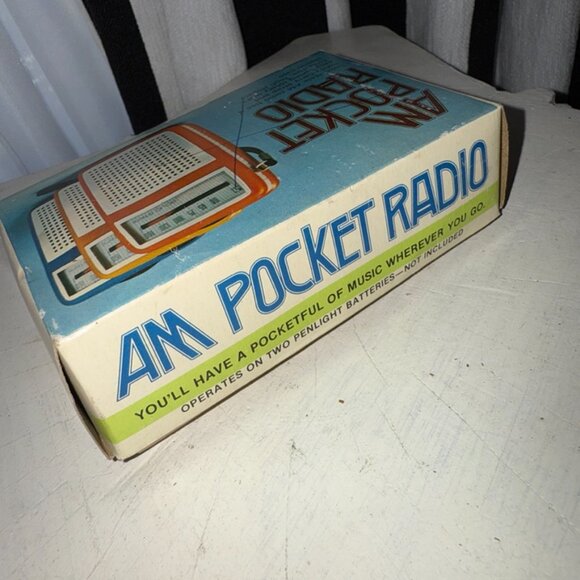 AM
POCKET
RADIO
AM POCKET RADIO
YOU'LL HAVE A POCKETFUL OF MUSIC WHEREVER YOU GO.
OPERATES ON TWO PENLIGHT BATTERIES—NOT INCLUDED